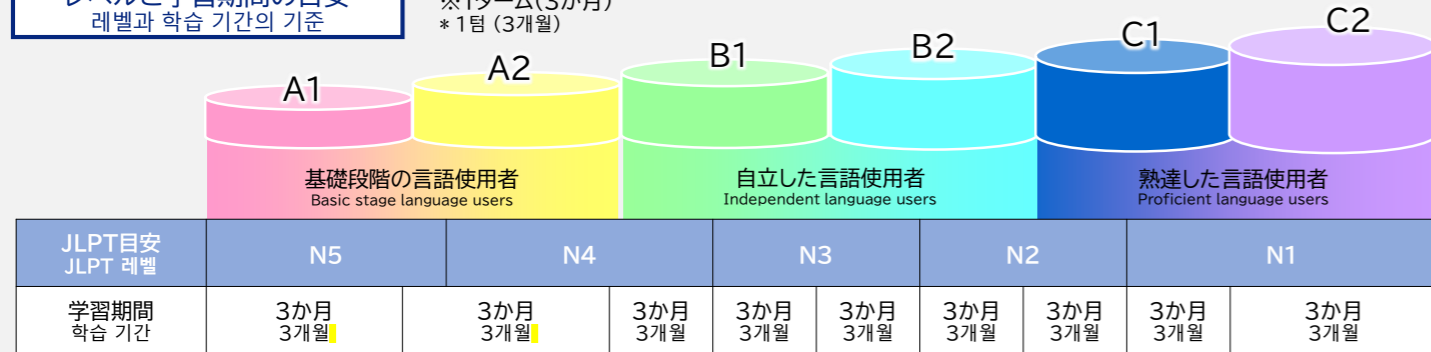 レベルと学習期間の目安
레벨과 학습 기간의 기준
※1ターム(3か月)
* 1텀 (3개월)
A1
A2
B1
B2
C1
C2
基礎段階の言語使用者
Basic stage language users
自立した言語使用者
Independent language users
熟達した言語使用者
Proficient language users
JLPT目安
JLPT 레벨
N5
N4
N3
N2
N1
学習期間
학습 기간
3か月
3개월
3か月
3개월
3か月
3개월
3か月
3개월
3か月
3개월
3か月
3개월
3か月
3개월
3か月
3개월
3か月
3개월